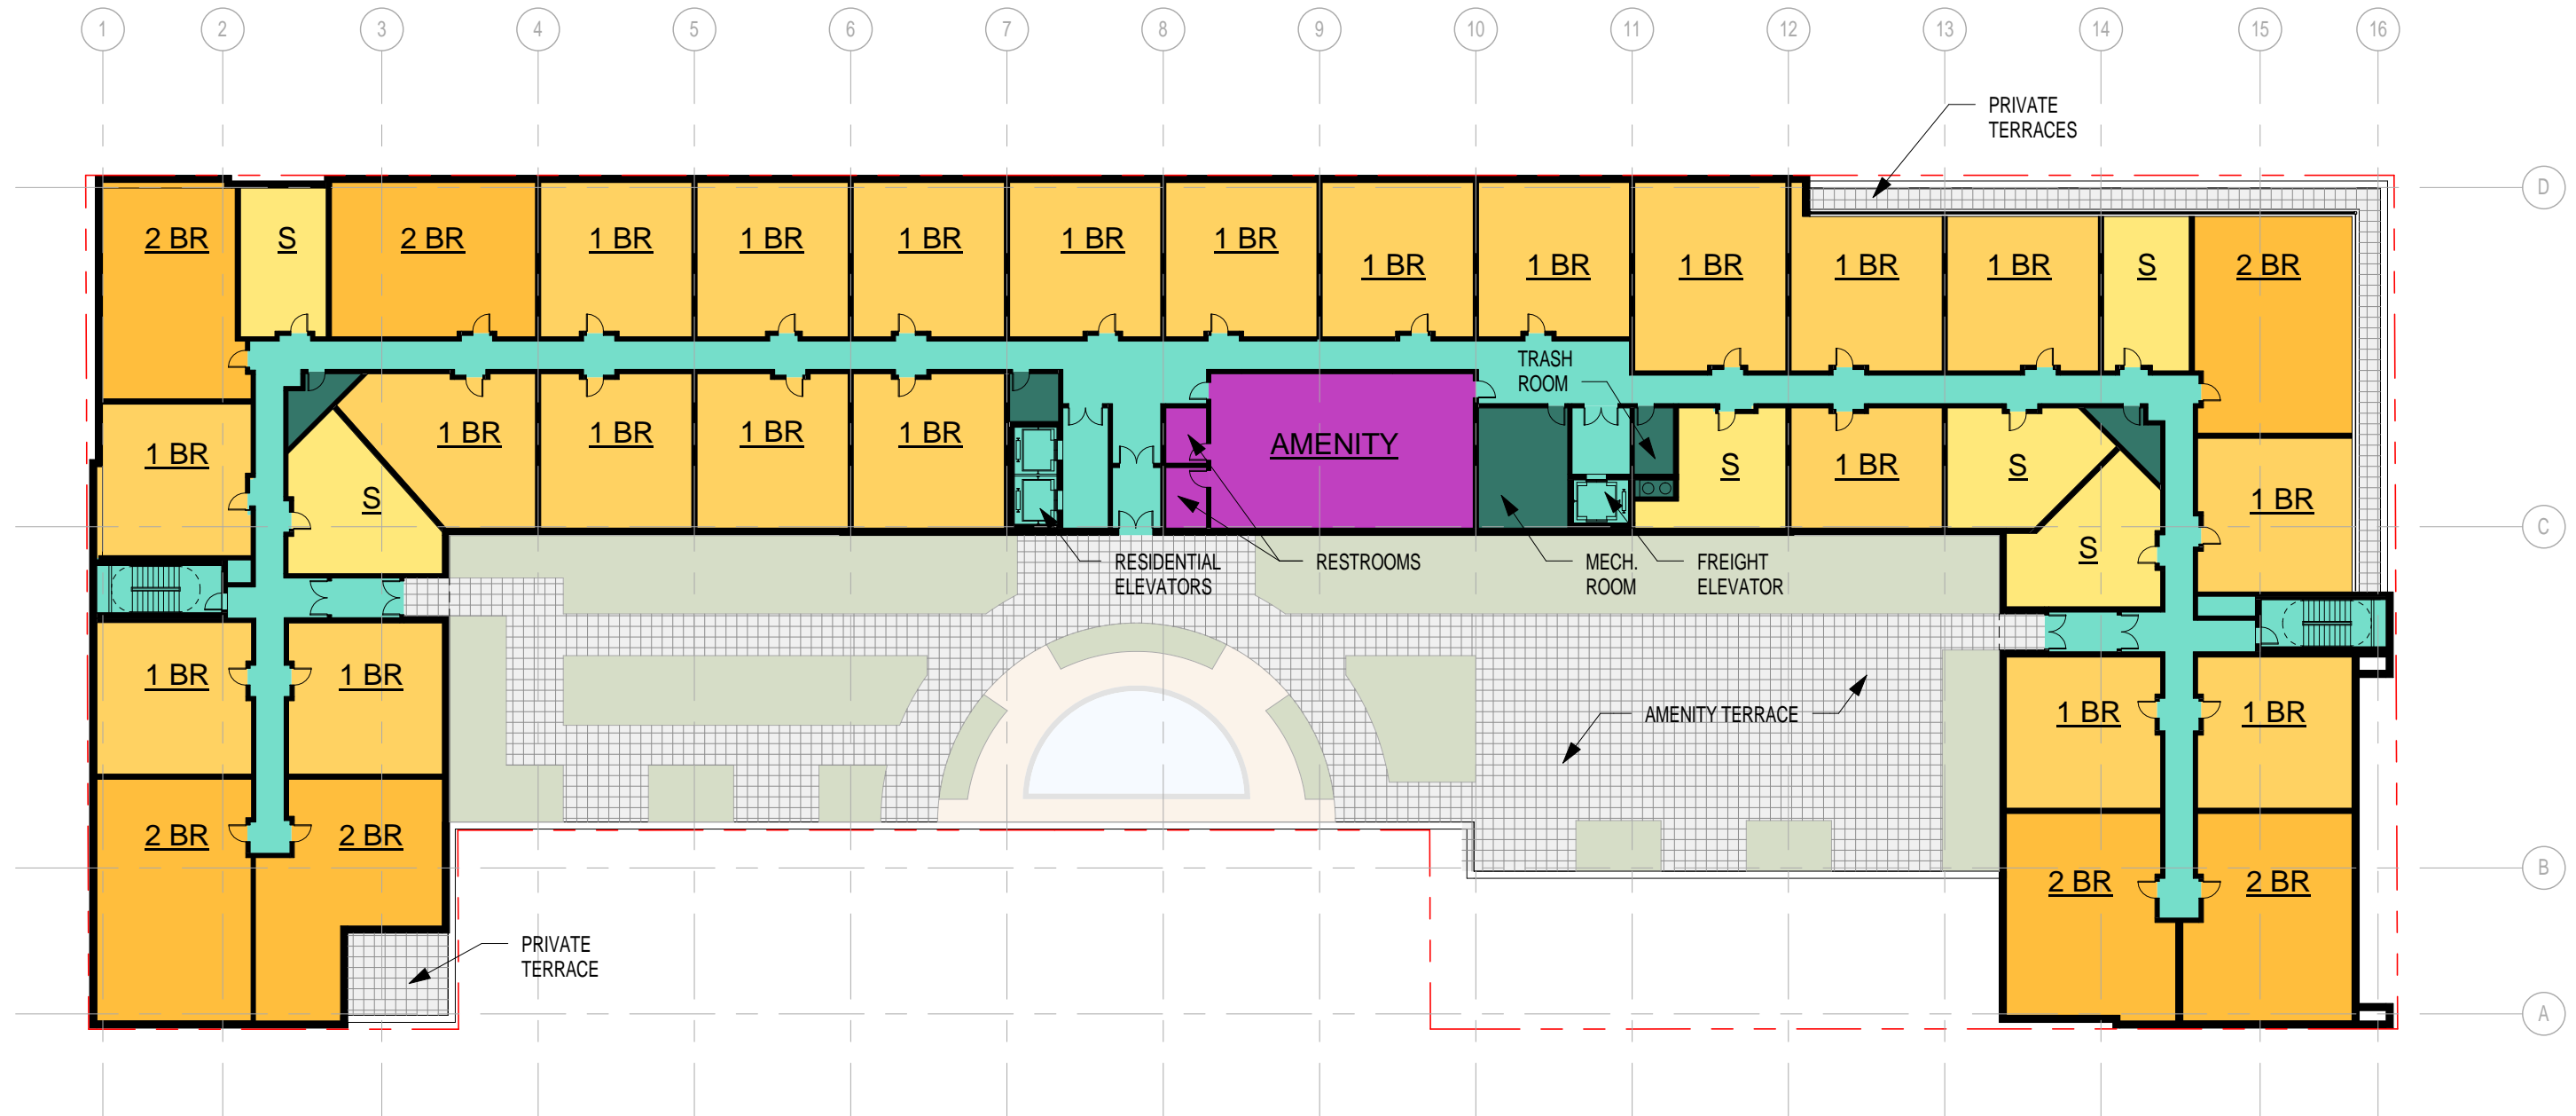 1 2 3 4 5 6 7 8 9 10 11 12 13 14 15 16
PRIVATE
TERRACES
D
2 BR S 2 BR 1 BR 1 BR 1 BR 1 BR 1 BR 1 BR 1 BR 1 BR 1 BR 1 BR S 2 BR
TRASH
ROOM
1 BR 1 BR 1 BR 1 BR 1 BR AMENITY S 1 BR S
S 1 BR
C
RESIDENTIAL
ELEVATORS
RESTROOMS
MECH.
ROOM
FREIGHT
ELEVATOR
S
1 BR 1 BR 1 BR 1 BR
AMENITY TERRACE
2 BR 2 BR
B
2 BR 2 BR
PRIVATE
TERRACE
A